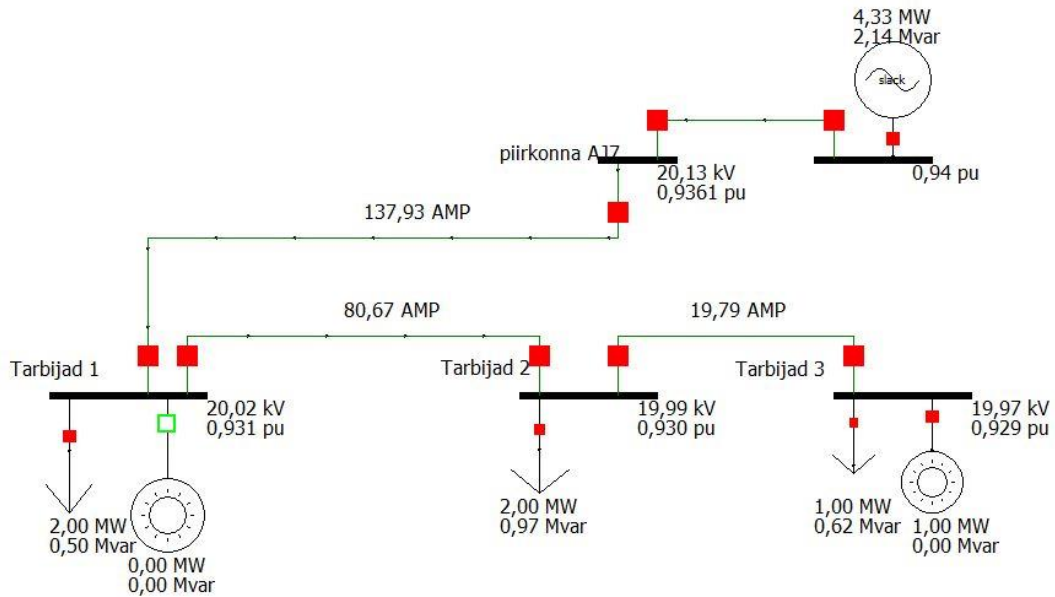 4,33 MW
2,14 Mvar
slack
piirkonna AJ7
20,13 kV
0,9361 pu
0,94 pu
137,93 AMP
80,67 AMP
19,79 AMP
Tarbijad 1
Tarbijad 2
Tarbijad 3
20,02 kV
0,931 pu
19,99 kV
0,930 pu
19,97 kV
0,929 pu
2,00 MW
0,50 Mvar
0,00 MW
0,00 Mvar
2,00 MW
0,97 Mvar
1,00 MW
0,62 Mvar
1,00 MW
0,00 Mvar